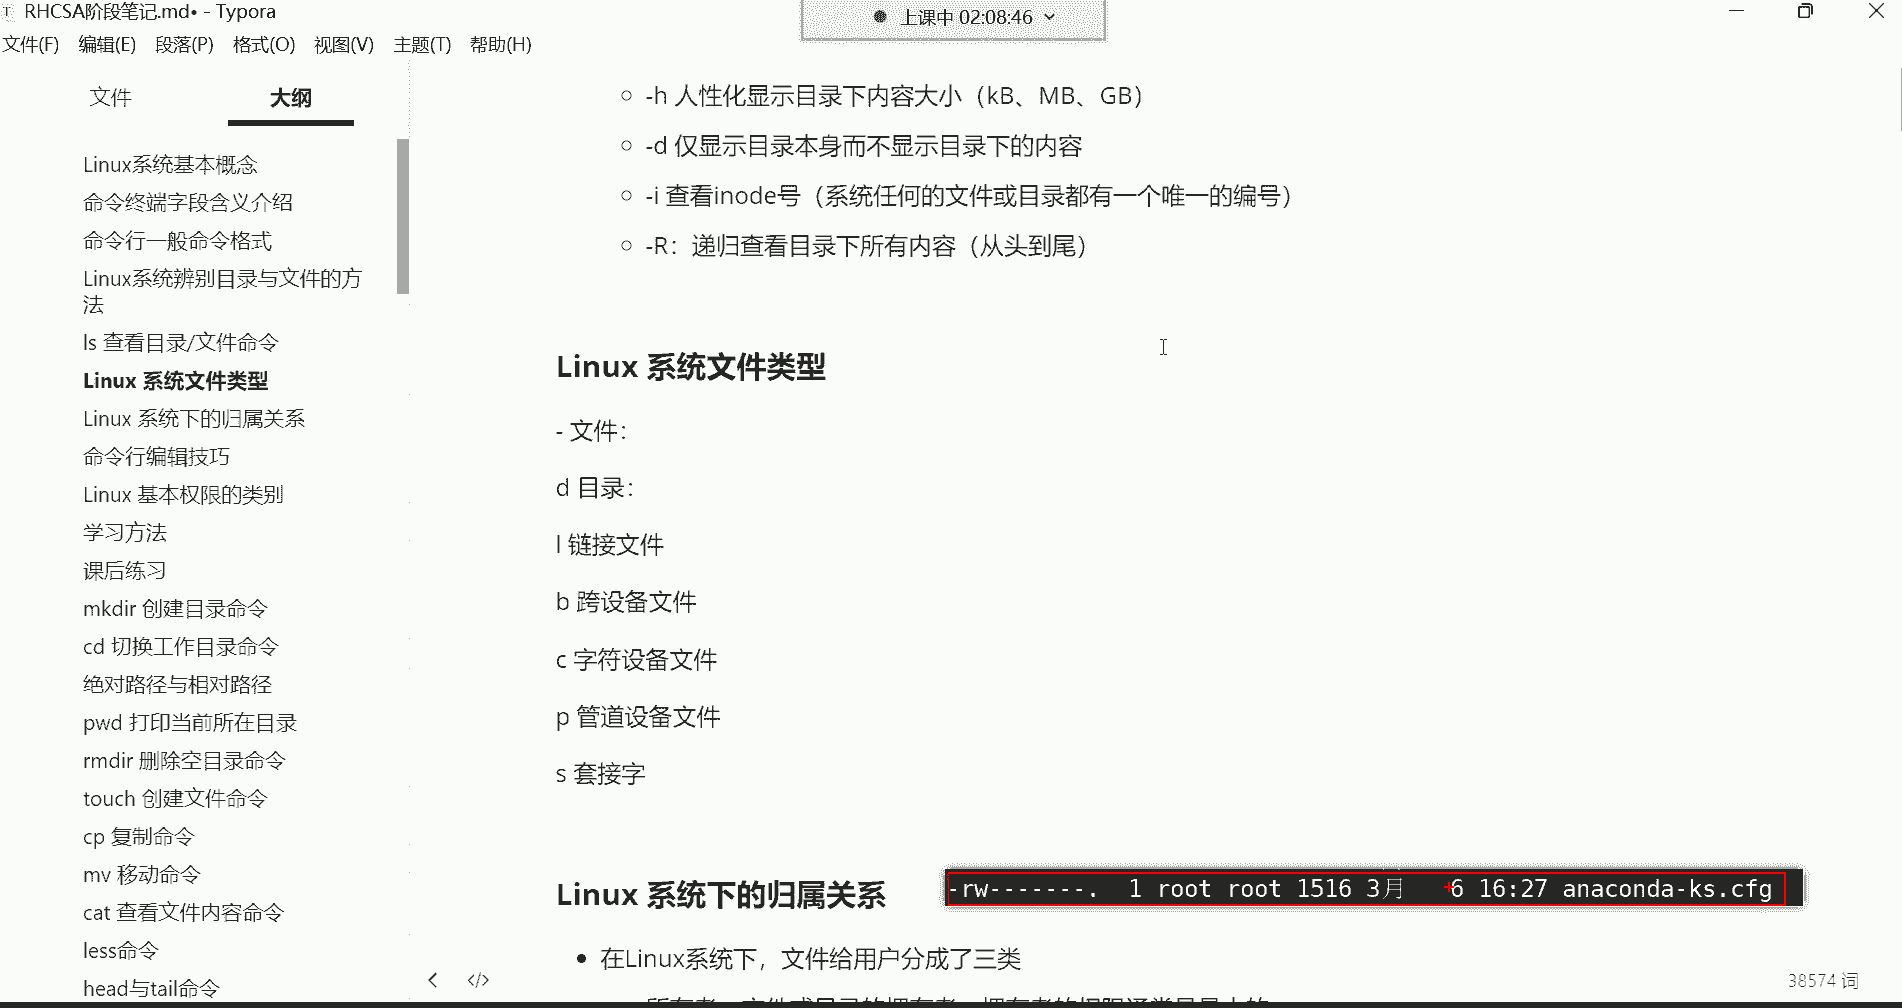 RHCSA阶段笔记.md• - Typora
上课中 02:08:46
文件(F) 编辑(E) 段落(P) 格式(O) 视图(V) 主题(T) 帮助(H)
文件 大纲
Linux系统基本概念
命令终端字段含义介绍
命令行一般命令格式
Linux系统辨别目录与文件的方
法
ls 查看目录/文件命令
Linux 系统文件类型
Linux 系统下的归属关系
命令行编辑技巧
Linux 基本权限的类别
学习方法
课后练习
mkdir 创建目录命令
cd 切换工作目录命令
绝对路径与相对路径
pwd 打印当前所在目录
rmdir 删除空目录命令
touch 创建文件命令
cp 复制命令
mv 移动命令
cat 查看文件内容命令
less命令
head与tail命令
-h 人性化显示目录下内容大小（kB、MB、GB）
-d 仅显示目录本身而不显示目录下的内容
-i 查看inode号（系统任何的文件或目录都有一个唯一的编号）
-R：递归查看目录下所有内容（从头到尾）
Linux 系统文件类型
- 文件：
d 目录：
l 链接文件
b 跨设备文件
c 字符设备文件
p 管道设备文件
s 套接字
Linux 系统下的归属关系
-rw-------. 1 root root 1516 3月 6 16:27 anaconda-ks.cfg
在Linux系统下，文件给用户分成了三类
38574 词